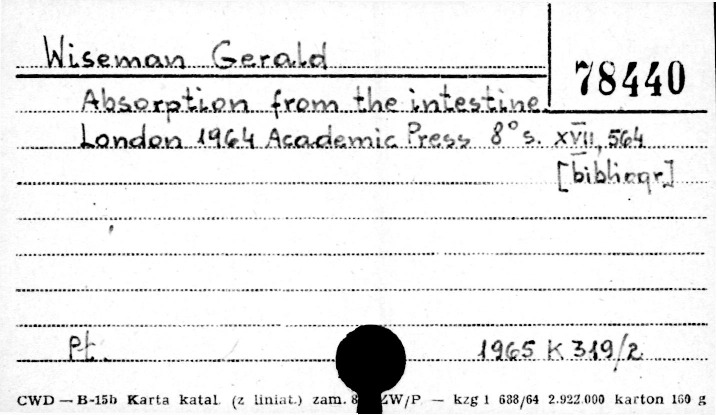 Wiseman Gerald
78440
Absorption from the intestine.
London 1964 Academic Press 8° s. XVII, 564
[bibliogr.]
Pt. 1965 K 319/2
CWD — B-15b Karta katal. (z liniat.) zam. 8 ZW/P — kzg 1 688/64 2.922.000 karton 160 g